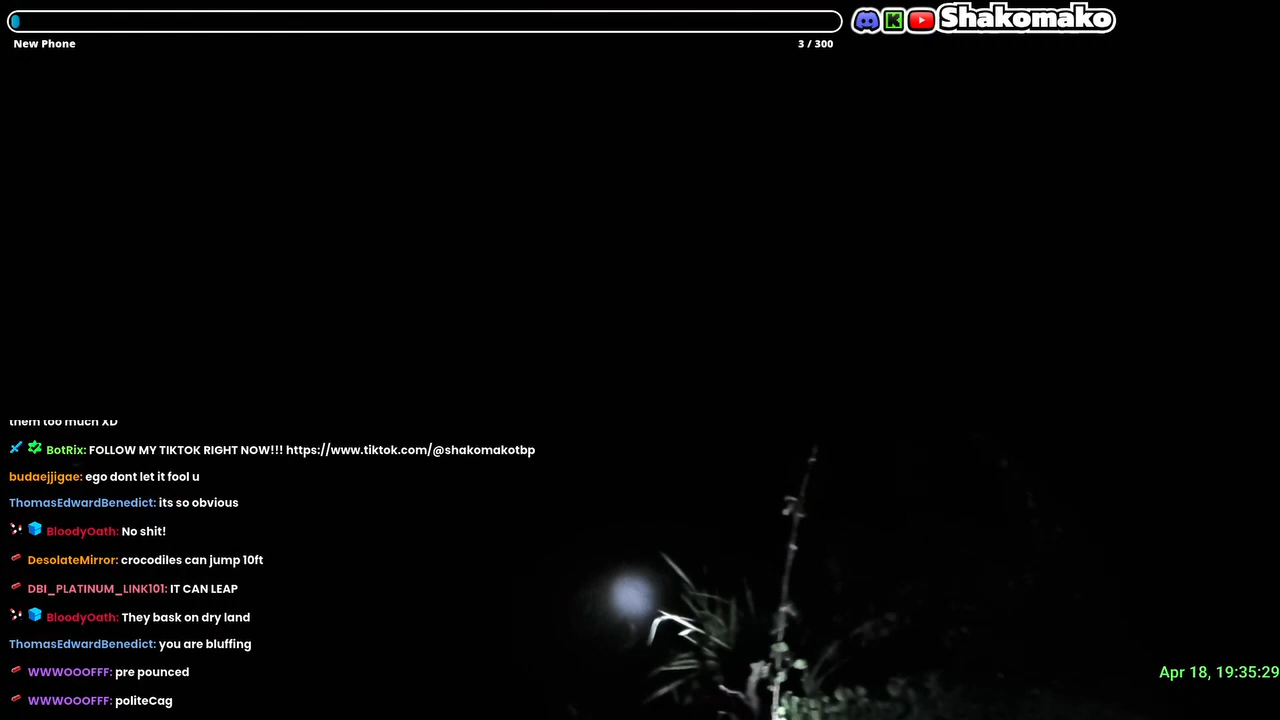 Shakomako
New Phone
3 / 300
them too much XD
BotRix: FOLLOW MY TIKTOK RIGHT NOW!!! https://www.tiktok.com/@shakomakotbp
budaejjigae: ego dont let it fool u
ThomasEdwardBenedict: its so obvious
BloodyOath: No shit!
DesolateMirror: crocodiles can jump 10ft
DBI_PLATINUM_LINK101: IT CAN LEAP
BloodyOath: They bask on dry land
ThomasEdwardBenedict: you are bluffing
WWWOOOFFF: pre pounced
Apr 18, 19:35:29
WWWOOOFFF: politeCag